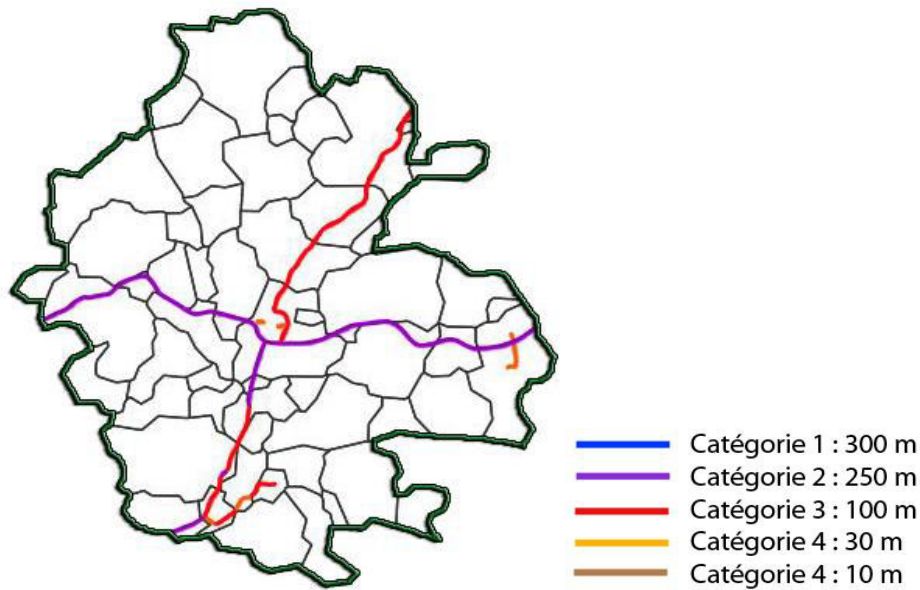 Catégorie 1 : 300 m
Catégorie 2 : 250 m
Catégorie 3 : 100 m
Catégorie 4 : 30 m
Catégorie 4 : 10 m